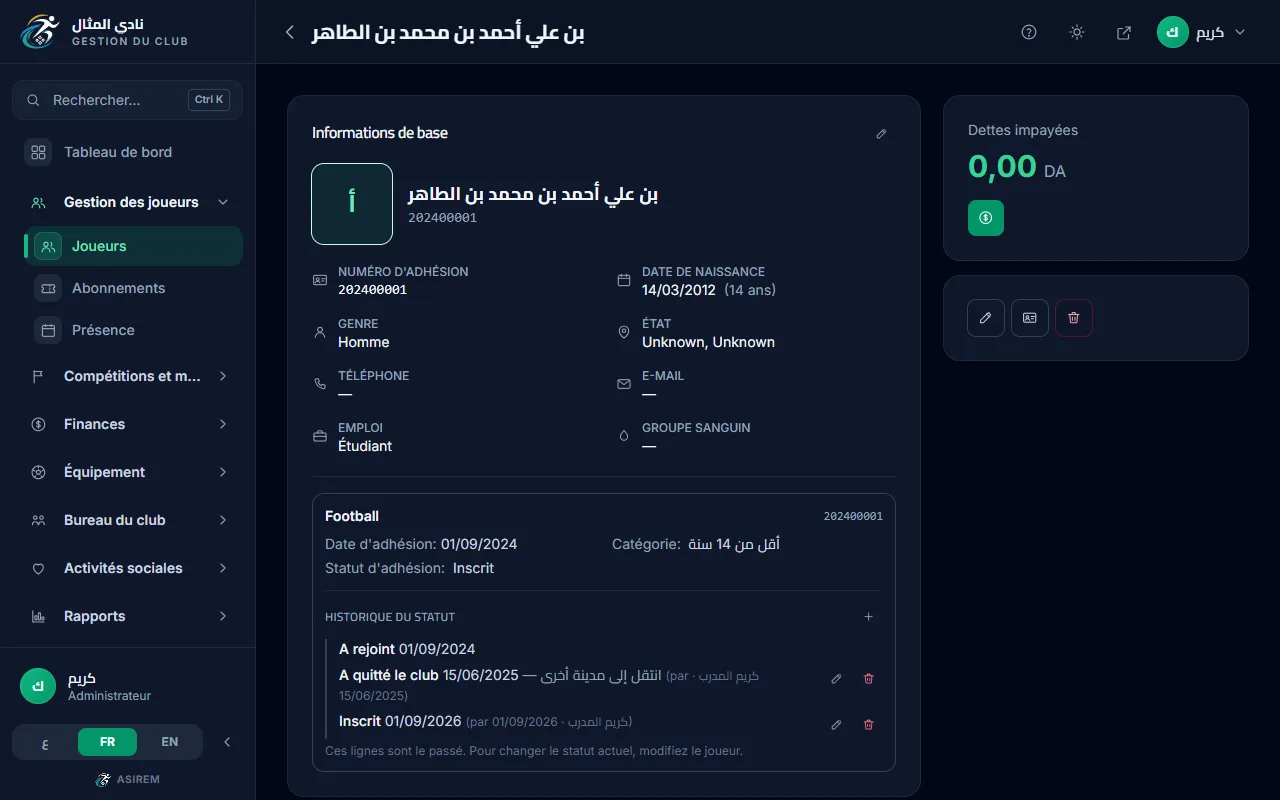 نادي المثال
GESTION DU CLUB
Rechercher...
Ctrl K
Tableau de bord
Gestion des joueurs
Joueurs
Abonnements
Présence
Compétitions et m...
Finances
Équipement
Bureau du club
Activités sociales
Rapports
ك
كريم
Administrateur
ع
FR
EN
ASIREM
بن علي أحمد بن محمد بن الطاهر
ك
كريم
Informations de base
أ
بن علي أحمد بن محمد بن الطاهر
202400001
NUMÉRO D'ADHÉSION
202400001
DATE DE NAISSANCE
14/03/2012 (14 ans)
GENRE
Homme
ÉTAT
Unknown, Unknown
TÉLÉPHONE
—
E-MAIL
—
EMPLOI
Étudiant
GROUPE SANGUIN
—
Football
202400001
Date d'adhésion: 01/09/2024
Catégorie: أقل من 14 سنة
Statut d'adhésion: Inscrit
HISTORIQUE DU STATUT
A rejoint 01/09/2024
A quitté le club 15/06/2025 — انتقل إلى مدينة أخرى (par كريم المدرب ·
15/06/2025)
Inscrit 01/09/2026 (par كريم المدرب · 01/09/2026)
Ces lignes sont le passé. Pour changer le statut actuel, modifiez le joueur.
Dettes impayées
0,00 DA